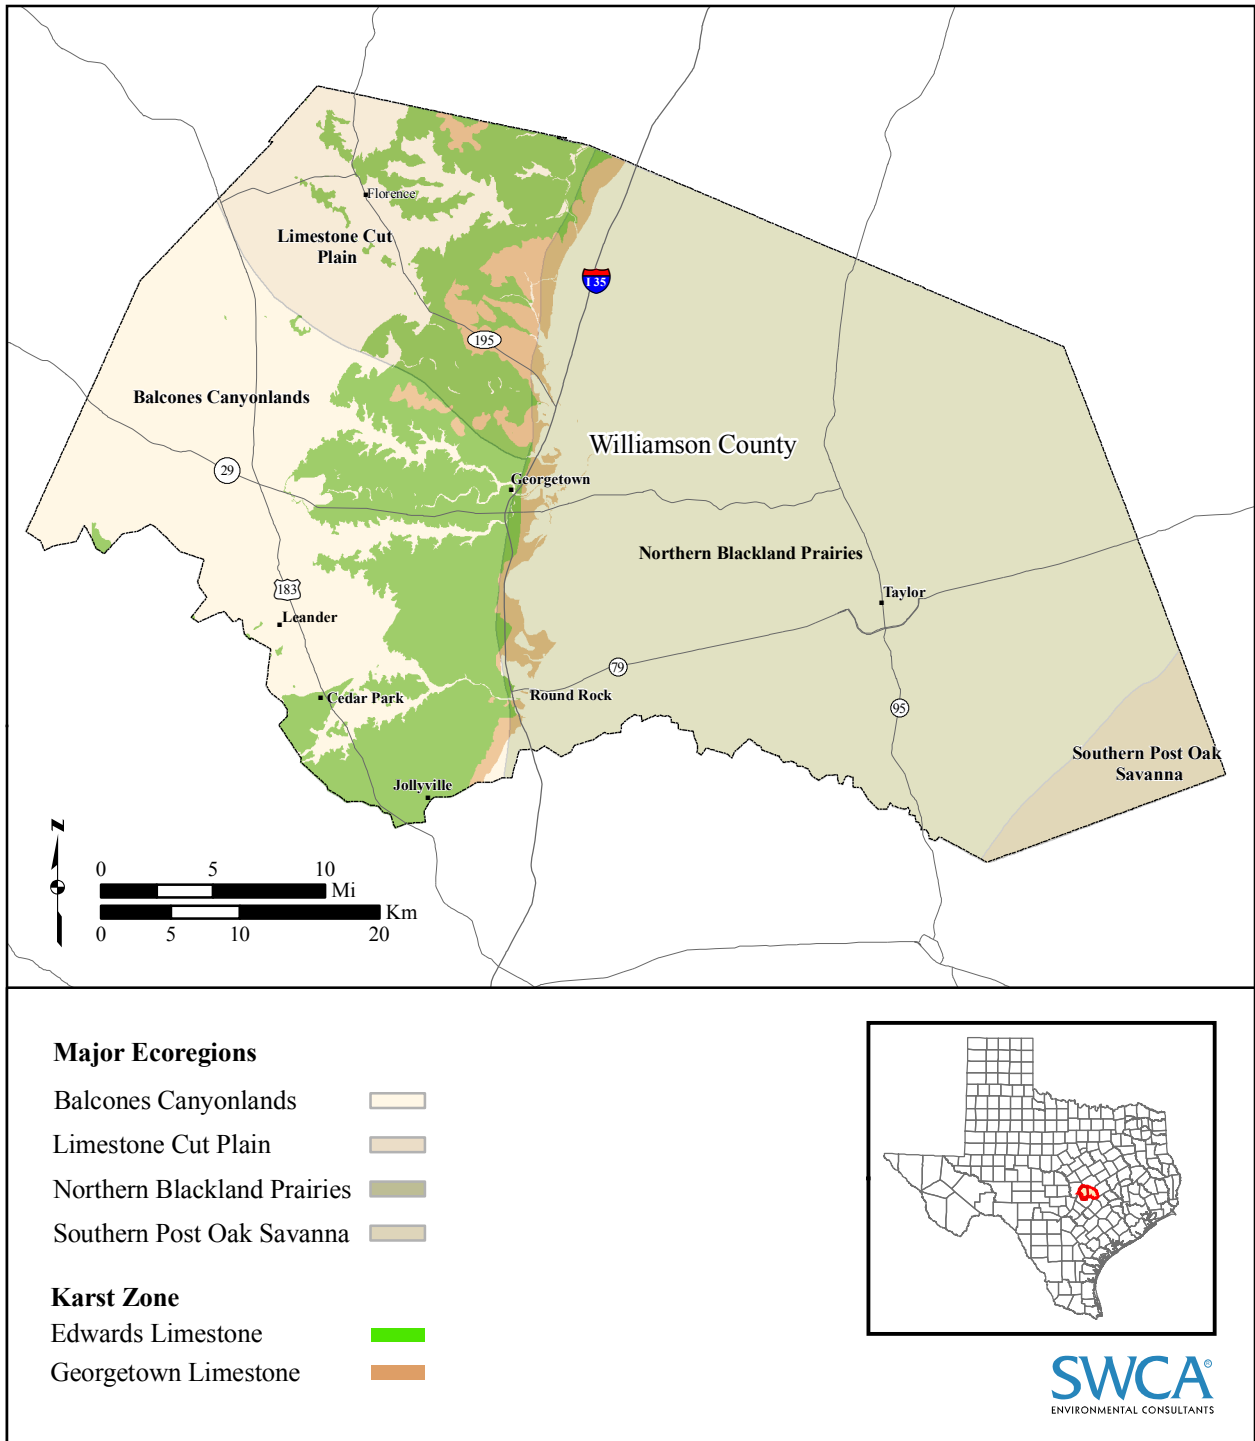 Florence
Limestone Cut
Plain
I 35
195
Balcones Canyonlands
Williamson County
29
Georgetown
Northern Blackland Prairies
183
Taylor
Leander
79
Round Rock
Cedar Park
95
Southern Post Oak
Savanna
Jollyville
N
0 5 10
Mi
Km
0 5 10 20
Major Ecoregions
Balcones Canyonlands
Limestone Cut Plain
Northern Blackland Prairies
Southern Post Oak Savanna
Karst Zone
Edwards Limestone
Georgetown Limestone
SWCA®
ENVIRONMENTAL CONSULTANTS